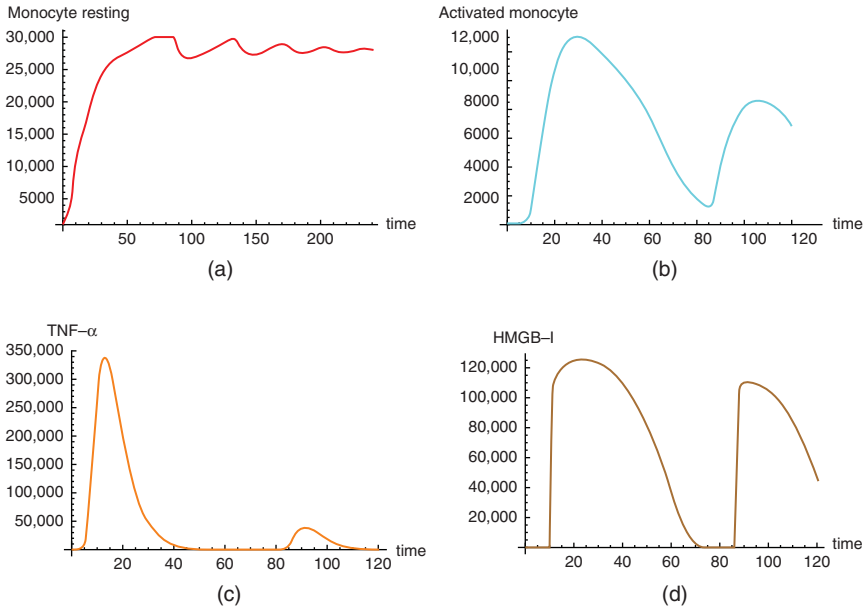 Monocyte resting
30,000
25,000
20,000
15,000
10,000
5000
50 100 150 200
time
(a)
Activated monocyte
12,000
10,000
8000
6000
4000
2000
20 40 60 80 100 120
time
(b)
TNF–α
350,000
300,000
250,000
200,000
150,000
100,000
50,000
20 40 60 80 100 120
time
(c)
HMGB–I
120,000
100,000
80,000
60,000
40,000
20,000
20 40 60 80 100 120
time
(d)